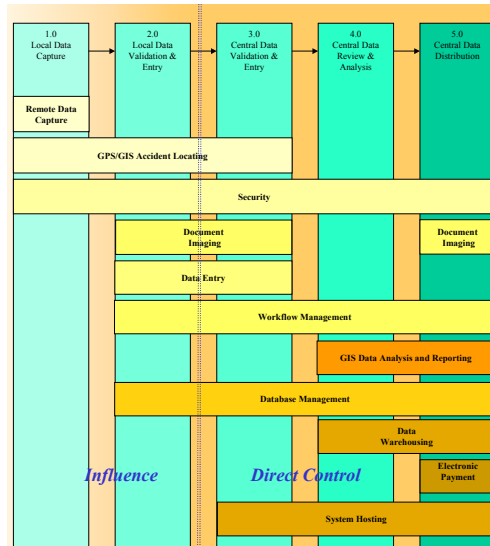 1.0
Local Data
Capture
2.0
Local Data
Validation &
Entry
3.0
Central Data
Validation &
Entry
4.0
Central Data
Review &
Analysis
5.0
Central Data
Distribution
Remote Data
Capture
GPS/GIS Accident Locating
Security
Document
Imaging
Document
Imaging
Data Entry
Workflow Management
GIS Data Analysis and Reporting
Database Management
Data
Warehousing
Influence
Direct Control
Electronic
Payment
System Hosting